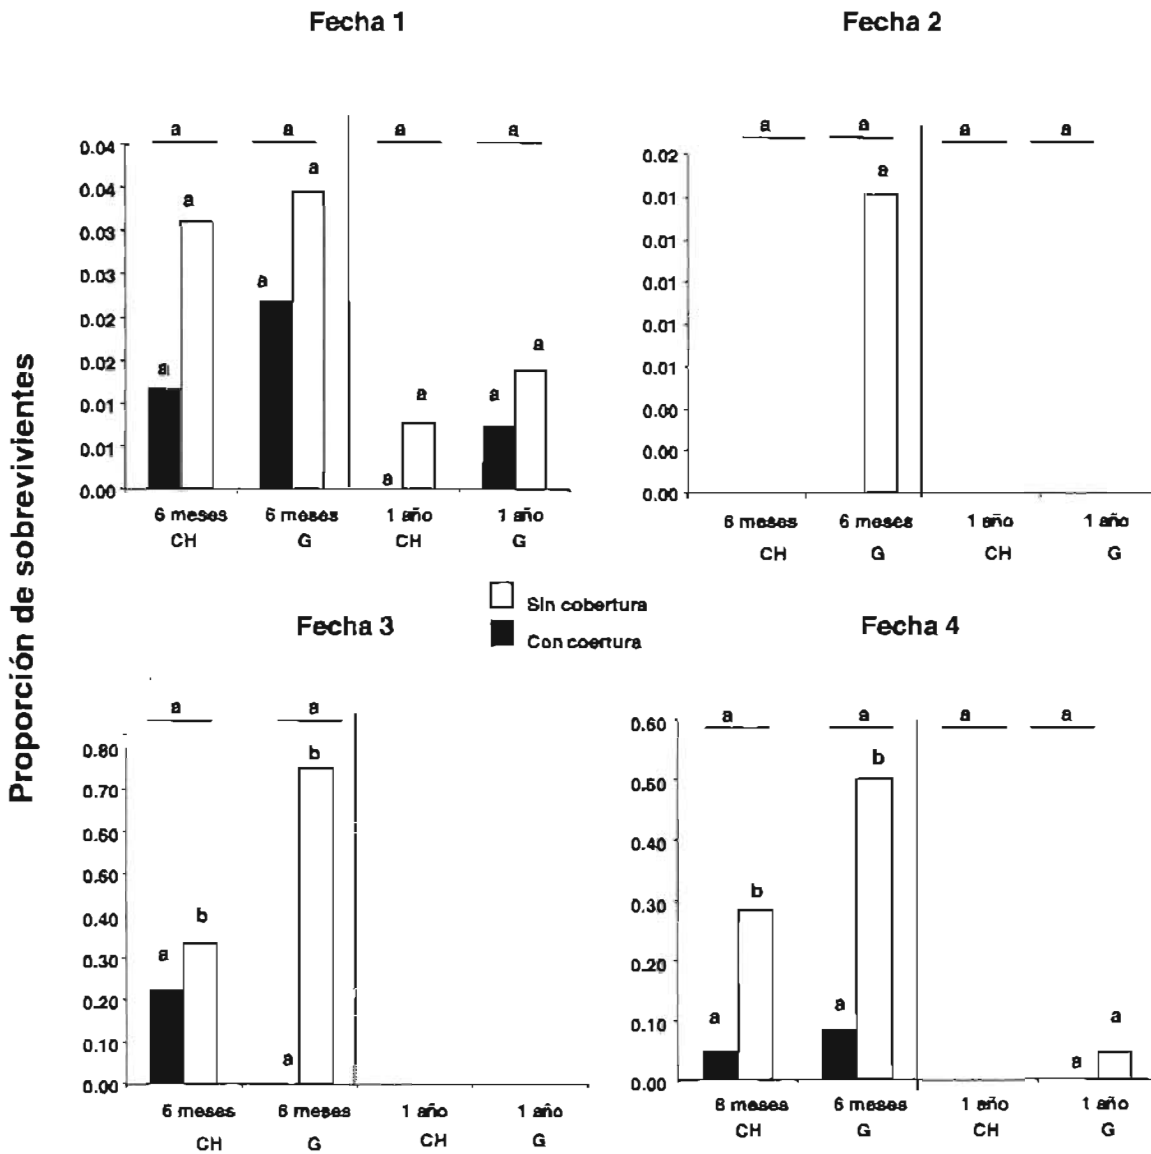 Fecha 1
Fecha 2
Proporción de sobrevivientes
a a a a
0.04
0.04
0.03
0.03
0.02
0.02
0.01
0.01
0.00
a a a a a a a a
6 meses 6 meses 1 año 1 año
CH G CH G
a a a a
0.02
0.01
0.01
0.01
0.01
0.01
0.00
0.00
0.00
a
6 meses 6 meses 1 año 1 año
CH G CH G
Sin cobertura
Con coertura
Fecha 3
Fecha 4
a a
0.80
0.70
0.60
0.50
0.40
0.30
0.20
0.10
0.00
a b a b
6 meses 6 meses 1 año 1 año
CH G CH G
a a a a
0.60
0.50
0.40
0.30
0.20
0.10
0.00
a b a b a a
6 meses 6 meses 1 año 1 año
CH G CH G